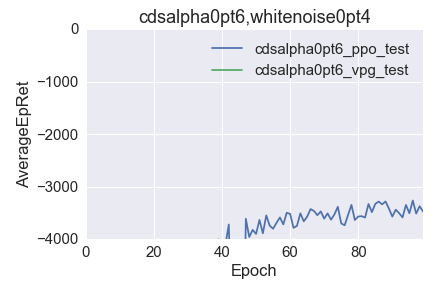 cdsalpha0pt6,whitenoise0pt4
cdsalpha0pt6_ppo_test
cdsalpha0pt6_vpg_test
AverageEpRet
0
−1000
−2000
−3000
−4000
0 20 40 60 80
Epoch